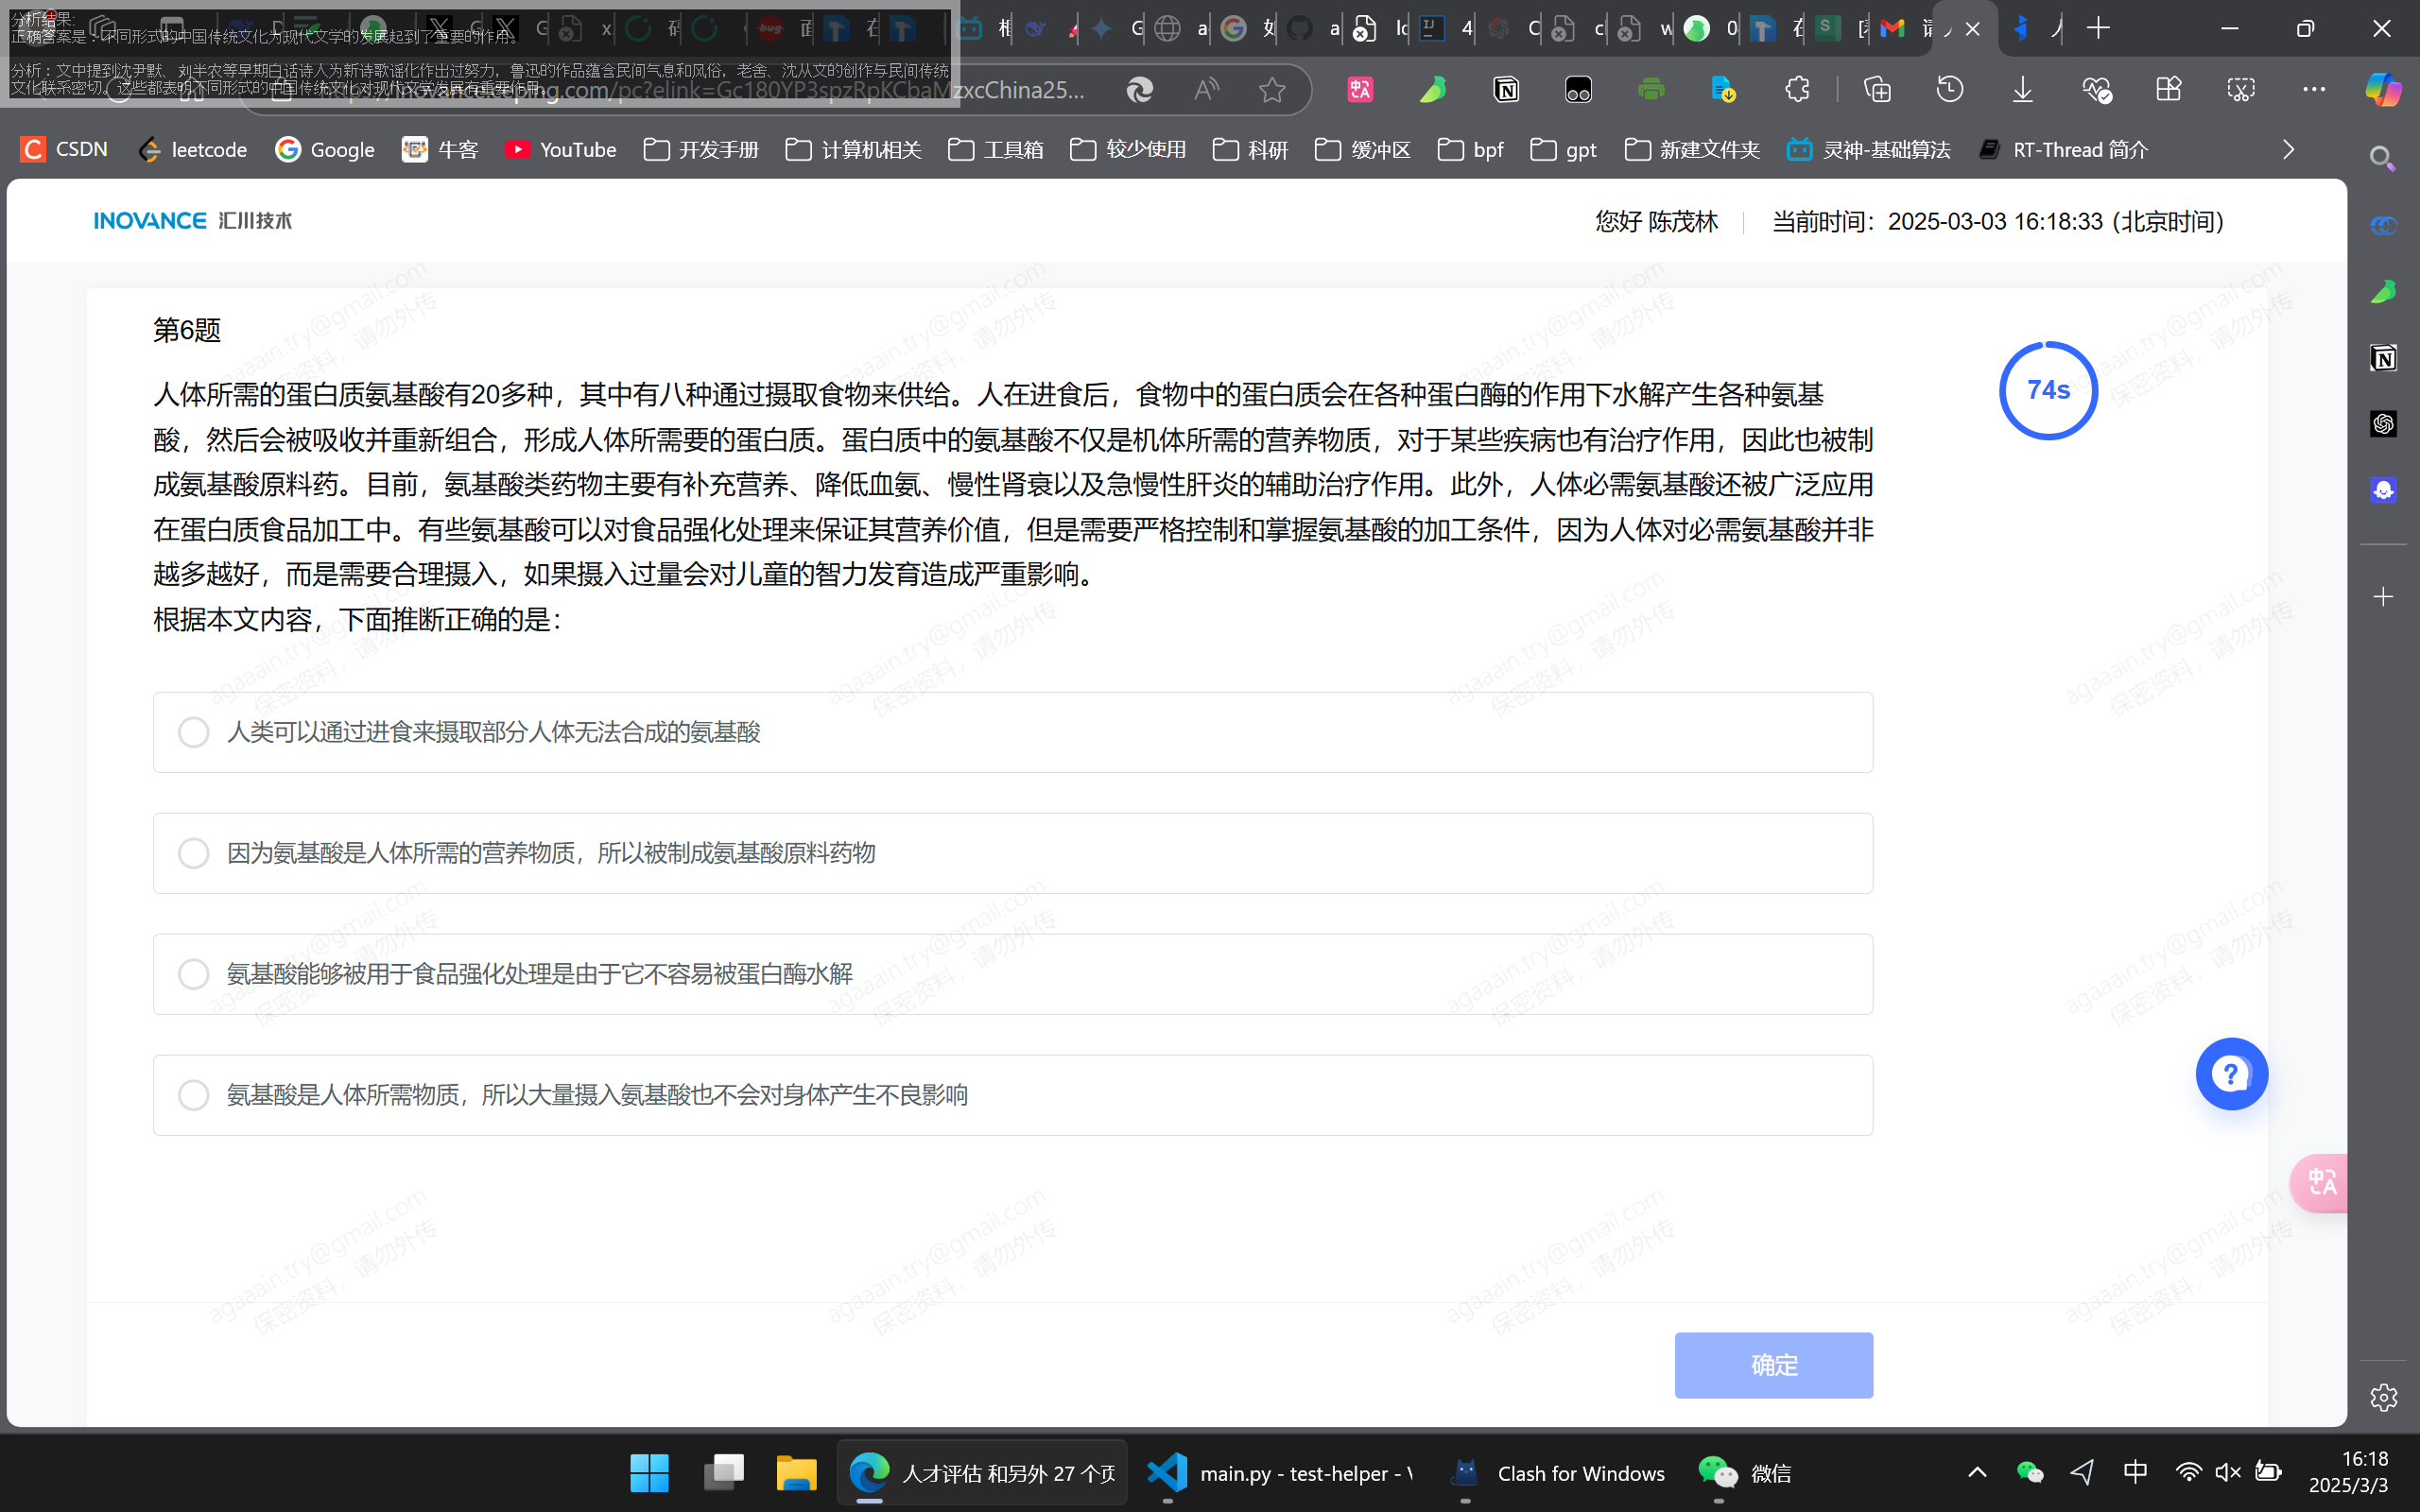 分析结果:
正确答案是：不同形式的中国传统文化为现代文学的发展起到了重要的作用。
分析：文中提到沈尹默、刘半农等早期白话诗人为新诗歌谣化作出过努力，鲁迅的作品蕴含民间气息和风俗，老舍、沈从文的创作与民间传统
文化联系密切。这些都表明不同形式的中国传统文化对现代文学发展有重要作用。
CSDN leetcode Google 牛客 YouTube 开发手册 计算机相关 工具箱 较少使用 科研 缓冲区 bpf gpt 新建文件夹 灵神-基础算法 RT-Thread 简介
INOVANCE 汇川技术
您好 陈茂林 当前时间：2025-03-03 16:18:33 (北京时间)
第6题
74s
人体所需的蛋白质氨基酸有20多种，其中有八种通过摄取食物来供给。人在进食后，食物中的蛋白质会在各种蛋白酶的作用下水解产生各种氨基
酸，然后会被吸收并重新组合，形成人体所需要的蛋白质。蛋白质中的氨基酸不仅是机体所需的营养物质，对于某些疾病也有治疗作用，因此也被制
成氨基酸原料药。目前，氨基酸类药物主要有补充营养、降低血氨、慢性肾衰以及急慢性肝炎的辅助治疗作用。此外，人体必需氨基酸还被广泛应用
在蛋白质食品加工中。有些氨基酸可以对食品强化处理来保证其营养价值，但是需要严格控制和掌握氨基酸的加工条件，因为人体对必需氨基酸并非
越多越好，而是需要合理摄入，如果摄入过量会对儿童的智力发育造成严重影响。
根据本文内容，下面推断正确的是：
人类可以通过进食来摄取部分人体无法合成的氨基酸
因为氨基酸是人体所需的营养物质，所以被制成氨基酸原料药物
氨基酸能够被用于食品强化处理是由于它不容易被蛋白酶水解
氨基酸是人体所需物质，所以大量摄入氨基酸也不会对身体产生不良影响
确定
agaaain.try@gmail.com
保密资料，请勿外传
人才评估 和另外 27 个页 main.py - test-helper - Clash for Windows 微信
中
16:18
2025/3/3